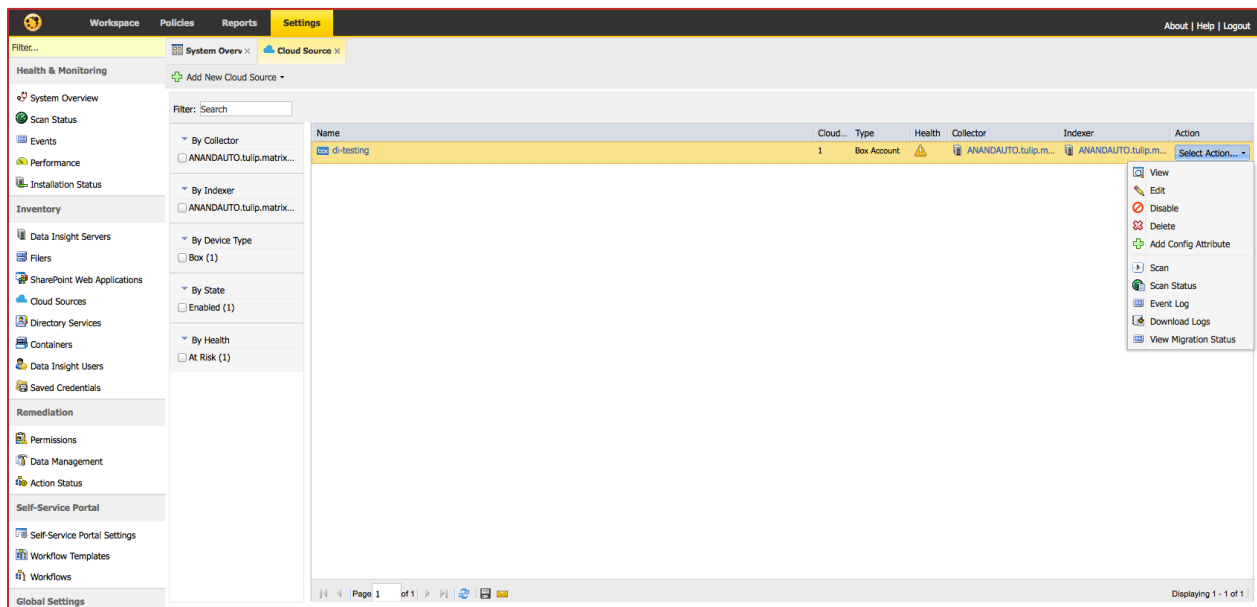 Workspace Policies Reports Settings About | Help | Logout
Filter...
Health & Monitoring
System Overview
Scan Status
Events
Performance
Installation Status
Inventory
Data Insight Servers
Filers
SharePoint Web Applications
Cloud Sources
Directory Services
Containers
Data Insight Users
Saved Credentials
Remediation
Permissions
Data Management
Action Status
Self-Service Portal
Self-Service Portal Settings
Workflow Templates
Workflows
Global Settings
System Overv × Cloud Source ×
Add New Cloud Source
Filter: Search
By Collector
ANANDAUTO.tulip.matrix...
By Indexer
ANANDAUTO.tulip.matrix...
By Device Type
Box (1)
By State
Enabled (1)
By Health
At Risk (1)
Name Cloud... Type Health Collector Indexer Action
box di-testing 1 Box Account ANANDAUTO.tulip.m... ANANDAUTO.tulip.m... Select Action...
View
Edit
Disable
Delete
Add Config Attribute
Scan
Scan Status
Event Log
Download Logs
View Migration Status
Page 1 of 1 Displaying 1 - 1 of 1